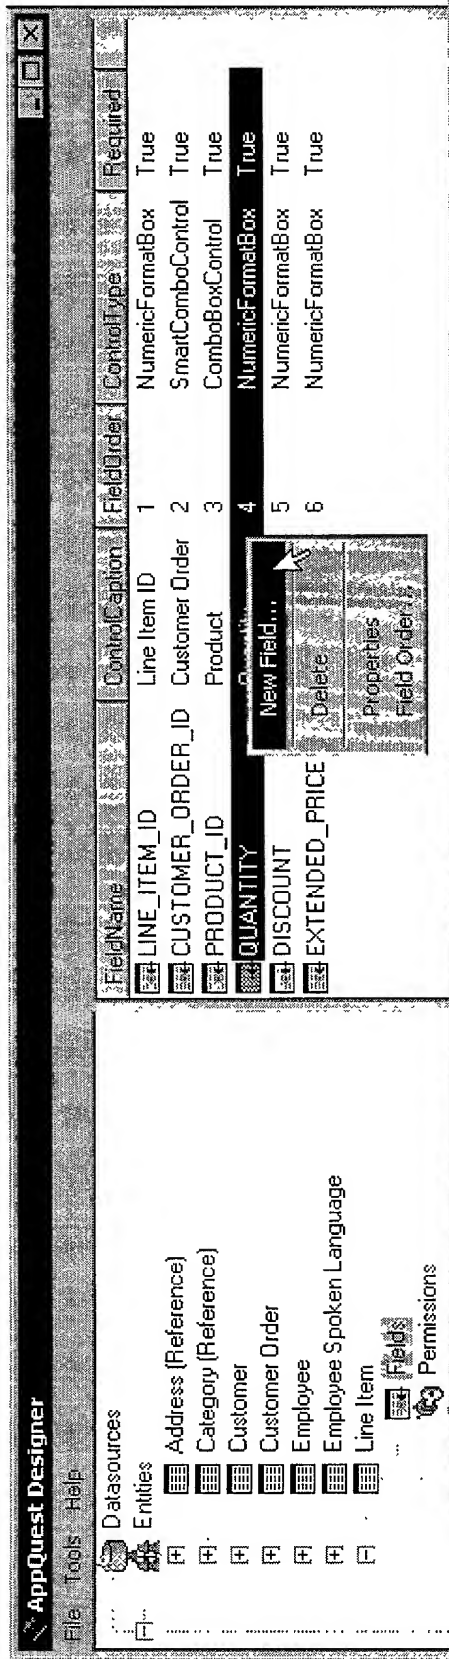 AppQuest Designer
File Tools Help
Datasources
Entities
Address (Reference)
Category (Reference)
Customer
Customer Order
Employee
Employee Spoken Language
Line Item
Fields
Permissions
FieldName ControlCaption FieldOrder ControlType Required
LINE_ITEM_ID Line Item ID 1 NumericFormatBox True
CUSTOMER_ORDER_ID Customer Order 2 SmartComboControl True
PRODUCT_ID Product 3 ComboBoxControl True
QUANTITY Quantity 4 NumericFormatBox True
DISCOUNT 5 NumericFormatBox True
EXTENDED_PRICE 6 NumericFormatBox True
New Field...
Delete
Properties
Field Order...